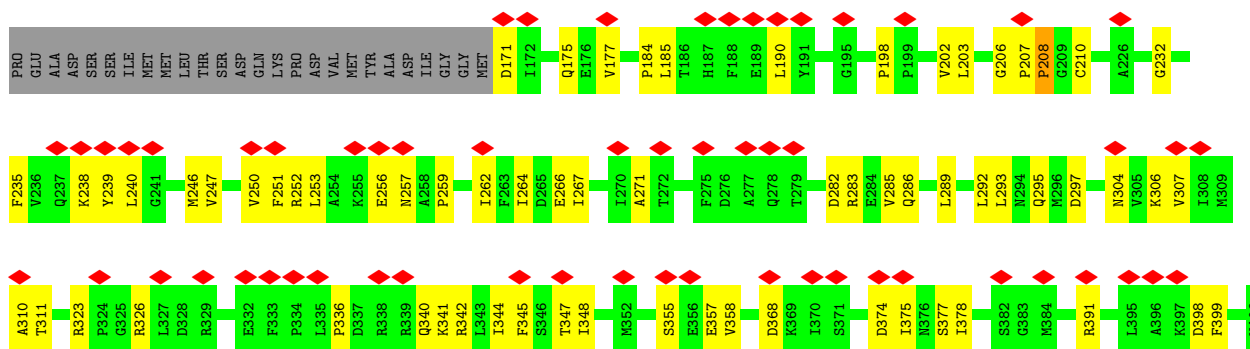 PRO GLU ALA ASP SER SER ILE MET MET LEU THR SER ASP GLN LYS PRO ASP VAL MET TYR ALA ASP ILE GLY GLY MET D171 I172 Q175 E176 V177 P184 L185 T186 H187 F188 E189 L190 Y191 G195 P198 P199 V202 L203 G206 P207 P208 G209 C210 A226 G232
F235 V236 Q237 K238 Y239 L240 G241 M246 V247 V250 F251 R252 L253 A254 K255 E256 N257 A258 P259 I262 F263 I264 D265 E266 I267 I270 A271 T272 F275 D276 A277 Q278 T279 D282 R283 E284 V285 Q286 L289 L292 L293 N294 Q295 M296 D297 N304 V305 K306 V307 I308 M309
A310 T311 R323 P324 G325 R326 L327 D328 R329 E332 F333 P334 L335 P336 D337 R338 R339 Q340 K341 R342 L343 I344 F345 S346 T347 I348 M352 S355 E356 E357 V358 D368 K369 I370 S371 D374 I375 N376 S377 I378 S382 G383 M384 R391 L395 A396 K397 D398 F399